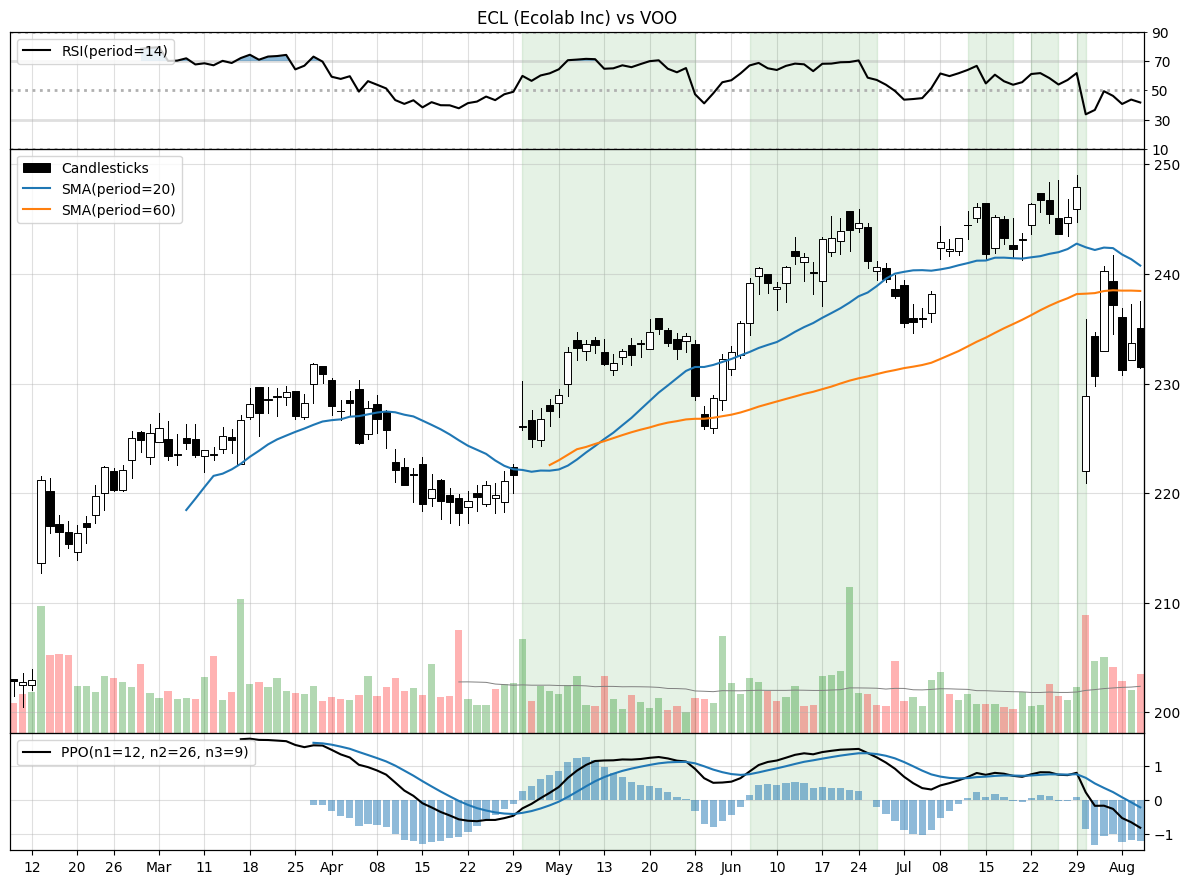 ECL (Ecolab Inc) vs VOO
RSI(period=14)
90
70
50
30
10
Candlesticks
SMA(period=20)
SMA(period=60)
250
240
230
220
210
200
PPO(n1=12, n2=26, n3=9)
1
0
−1
12 20 26 Mar 11 18 25 Apr 08 15 22 29 May 13 20 28 Jun 10 17 24 Jul 08 15 22 29 Aug